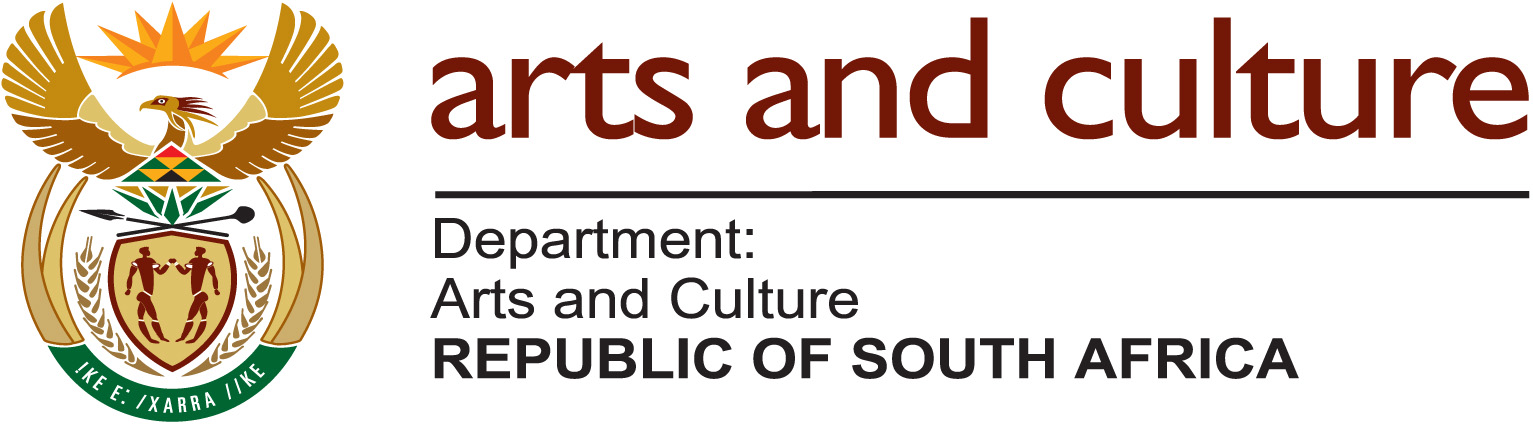 arts and culture
Department:
Arts and Culture
REPUBLIC OF SOUTH AFRICA
!KE E: /XARRA //KE